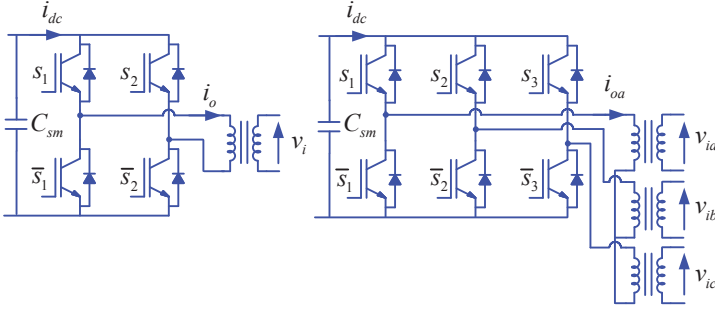 i_dc
s_1
s_2
i_o
C_sm
v_i
s̄_1
s̄_2
i_dc
s_1
s_2
s_3
i_oa
C_sm
v_ia
s̄_1
s̄_2
s̄_3
v_ib
v_ic